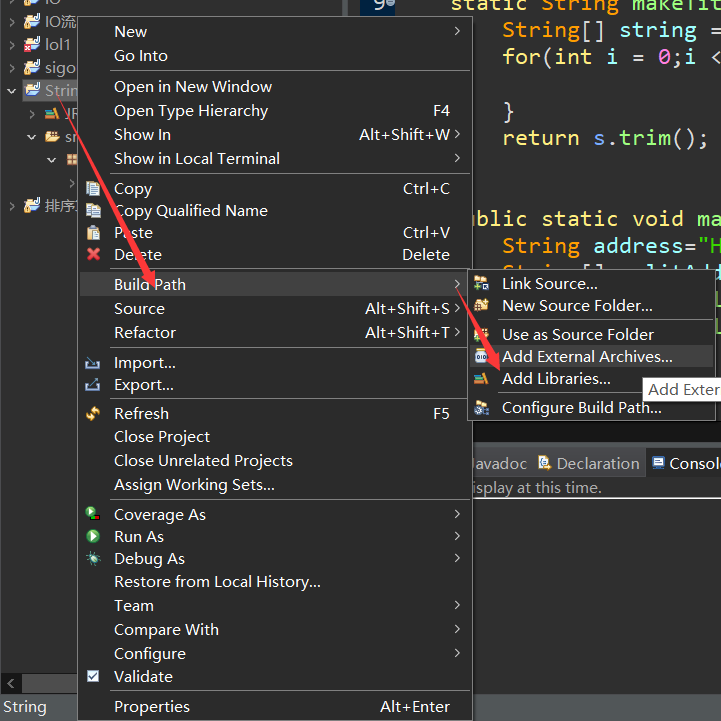 IO
IO流
lol1
sigo
Strin
JR
sr
排序
String
New
Go Into
Open in New Window
Open Type Hierarchy F4
Show In Alt+Shift+W
Show in Local Terminal
Copy Ctrl+C
Copy Qualified Name
Paste Ctrl+V
Delete Delete
Build Path
Source Alt+Shift+S
Refactor Alt+Shift+T
Import...
Export...
Refresh F5
Close Project
Close Unrelated Projects
Assign Working Sets...
Coverage As
Run As
Debug As
Restore from Local History...
Team
Compare With
Configure
Validate
Properties Alt+Enter
9
static String makeTit
String[] string =
for(int i = 0;i <
}
return s.trim();
ublic static void ma
String address="H
Link Source...
New Source Folder...
Use as Source Folder
Add External Archives...
Add Libraries...
Configure Build Path...
Add Exter
Javadoc
Declaration
Consol
isplay at this time.